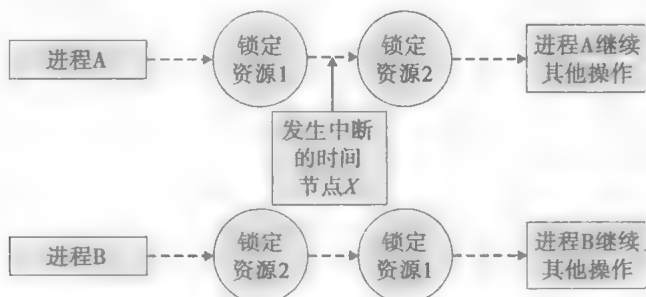 进程A
锁定
资源1
锁定
资源2
进程A继续
其他操作
发生中断
的时间
节点X
进程B
锁定
资源2
锁定
资源1
进程B继续
其他操作